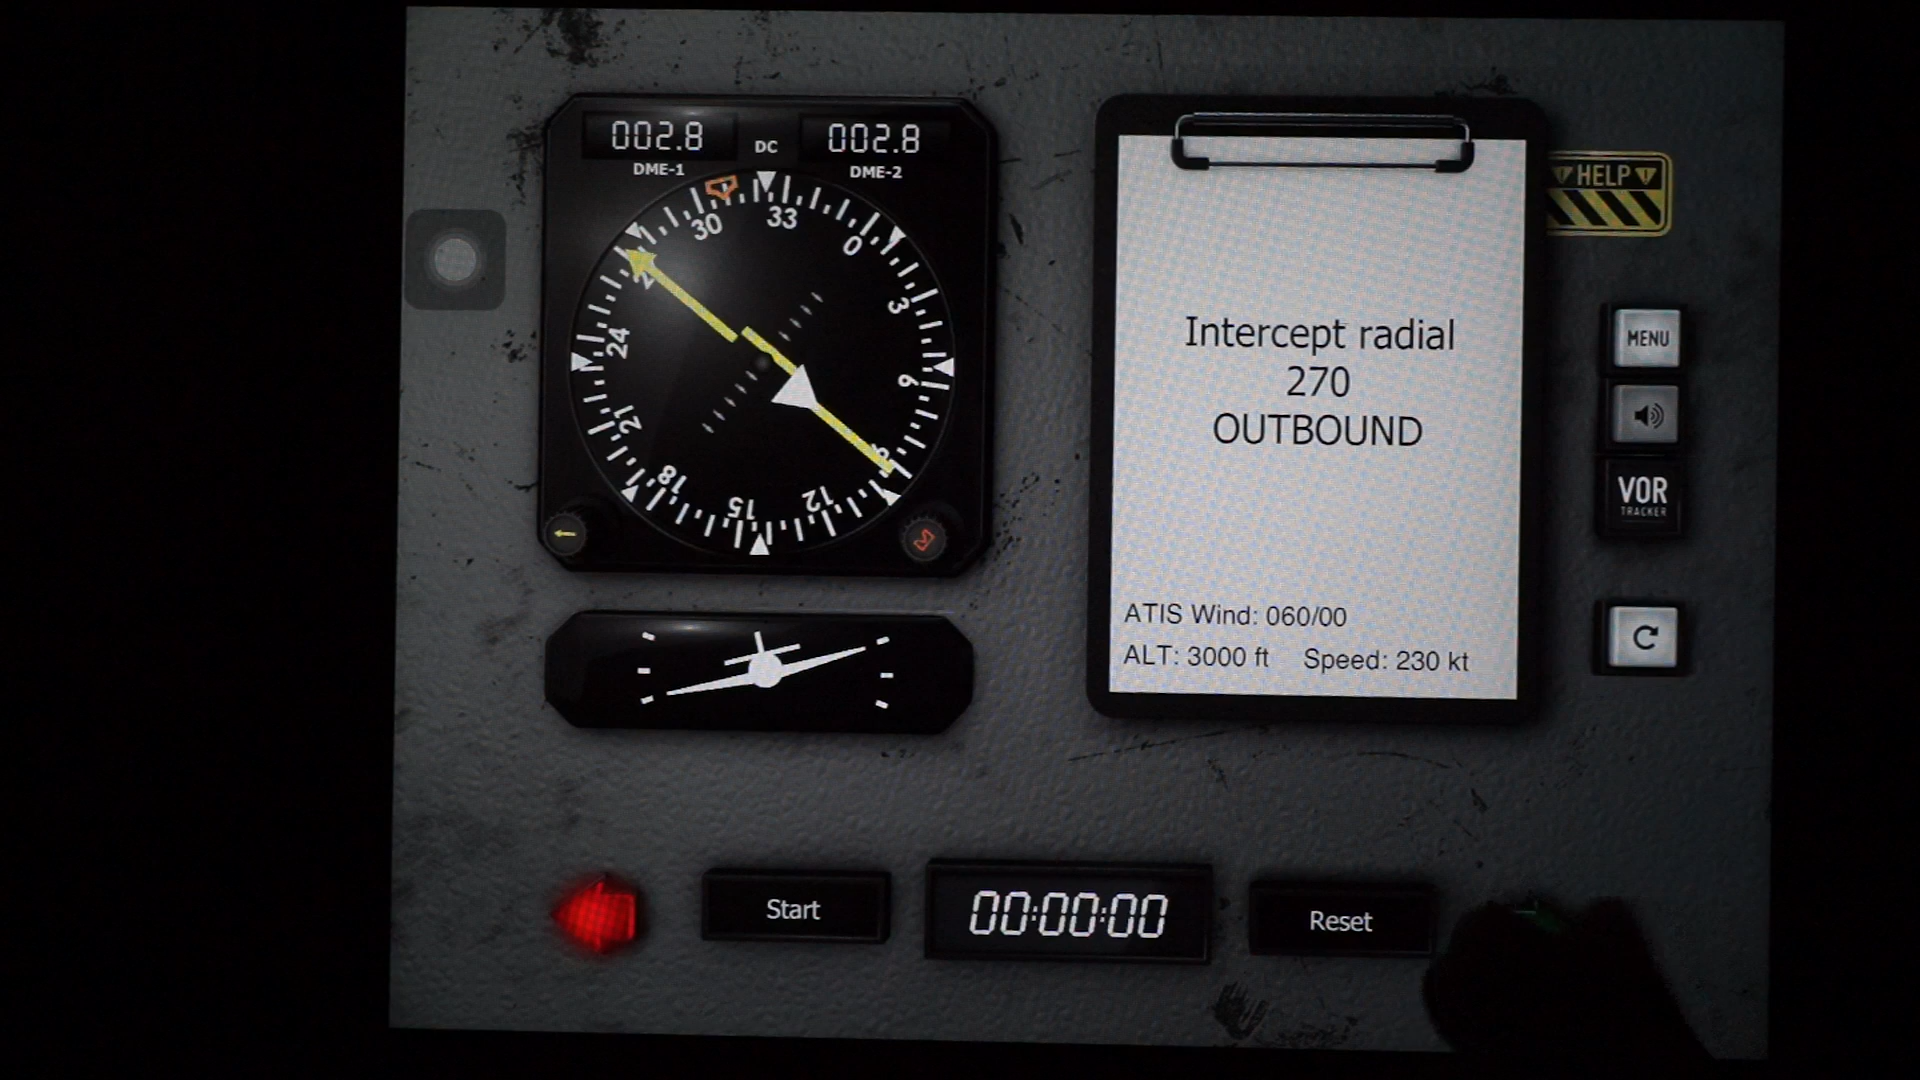 002.8
DC
002.8
DME-1
DME-2
30
33
0
3
6
12
15
18
21
24
Intercept radial
270
OUTBOUND
ATIS Wind: 060/00
ALT: 3000 ft Speed: 230 kt
HELP
MENU
VOR
TRACKER
Start
00:00:00
Reset